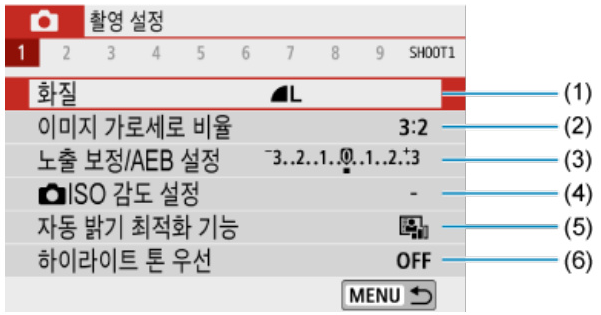 촬영 설정
1 2 3 4 5 6 7 8 9 SHOOT1
화질 L (1)
이미지 가로세로 비율 3:2 (2)
노출 보정/AEB 설정 -3..2..1..0..1..2..+3 (3)
ISO 감도 설정 - (4)
자동 밝기 최적화 기능 (5)
하이라이트 톤 우선 OFF (6)
MENU